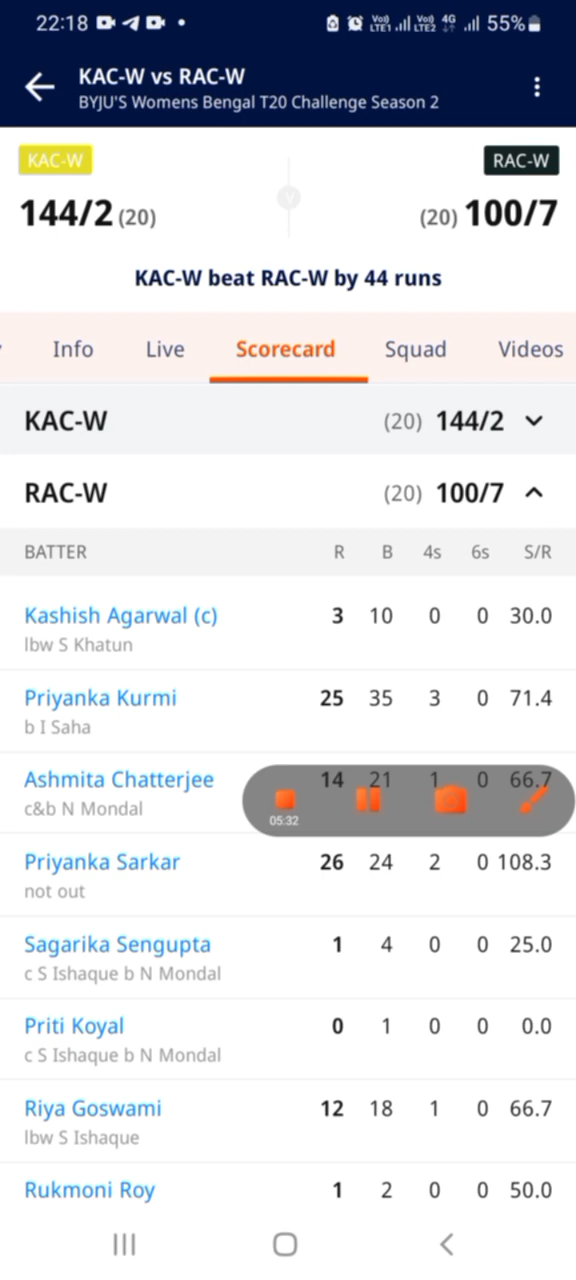 22:18 Vo) LTE1 Vo) LTE2 4G 55%
KAC-W vs RAC-W
BYJU'S Womens Bengal T20 Challenge Season 2
KAC-W RAC-W
V
144/2 (20) (20) 100/7
KAC-W beat RAC-W by 44 runs
Info Live Scorecard Squad Videos
KAC-W (20) 144/2
RAC-W (20) 100/7
BATTER R B 4s 6s S/R
Kashish Agarwal (c) 3 10 0 0 30.0
lbw S Khatun
Priyanka Kurmi 25 35 3 0 71.4
b I Saha
Ashmita Chatterjee 14 21 1 0 66.7
c&b N Mondal
05:32
Priyanka Sarkar 26 24 2 0 108.3
not out
Sagarika Sengupta 1 4 0 0 25.0
c S Ishaque b N Mondal
Priti Koyal 0 1 0 0 0.0
c S Ishaque b N Mondal
Riya Goswami 12 18 1 0 66.7
lbw S Ishaque
Rukmoni Roy 1 2 0 0 50.0